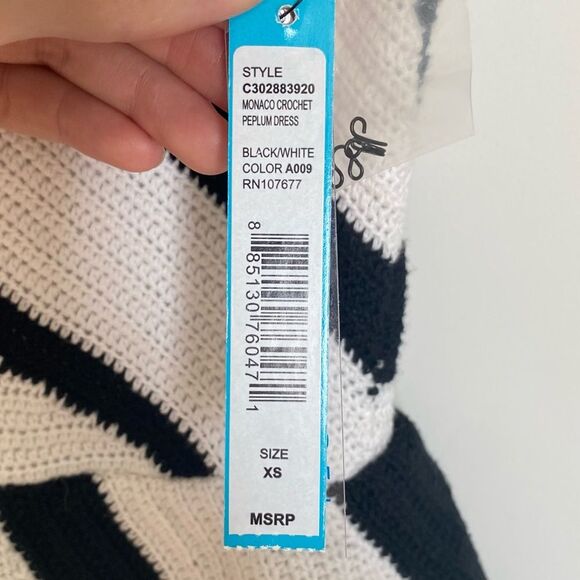 STYLE
C302883920
MONACO CROCHET
PEPLUM DRESS
BLACK/WHITE
COLOR A009
RN107677
8 85130 76047 1
SIZE
XS
MSRP